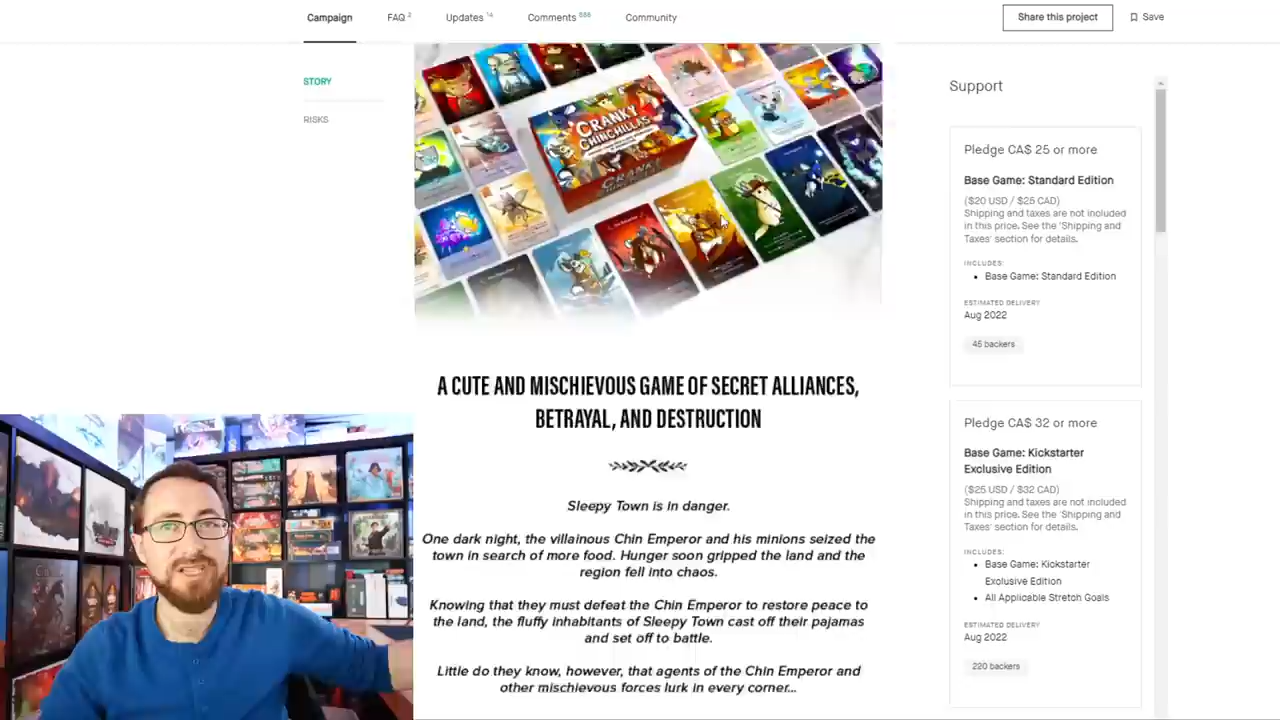 Campaign
FAQ 2
Updates 14
Comments
Community
Share this project
Save
STORY
RISKS
CRANKY
CHINCHILLAS
CRANKY
A CUTE AND MISCHIEVOUS GAME OF SECRET ALLIANCES,
BETRAYAL, AND DESTRUCTION
Sleepy Town is in danger.
One dark night, the villainous Chin Emperor and his minions seized the
town in search of more food. Hunger soon gripped the land and the
region fell into chaos.
Knowing that they must defeat the Chin Emperor to restore peace to
the land, the fluffy inhabitants of Sleepy Town cast off their pajamas
and set off to battle.
Little do they know, however, that agents of the Chin Emperor and
other mischievous forces lurk in every corner...
Support
Pledge CA$ 25 or more
Base Game: Standard Edition
($20 USD / $25 CAD)
Shipping and taxes are not included
in this price. See the 'Shipping and
Taxes' section for details.
INCLUDES:
• Base Game: Standard Edition
ESTIMATED DELIVERY
Aug 2022
45 backers
Pledge CA$ 32 or more
Base Game: Kickstarter
Exclusive Edition
($25 USD / $32 CAD)
Shipping and taxes are not included
in this price. See the 'Shipping and
Taxes' section for details.
INCLUDES:
• Base Game: Kickstarter
Exclusive Edition
• All Applicable Stretch Goals
ESTIMATED DELIVERY
Aug 2022
220 backers